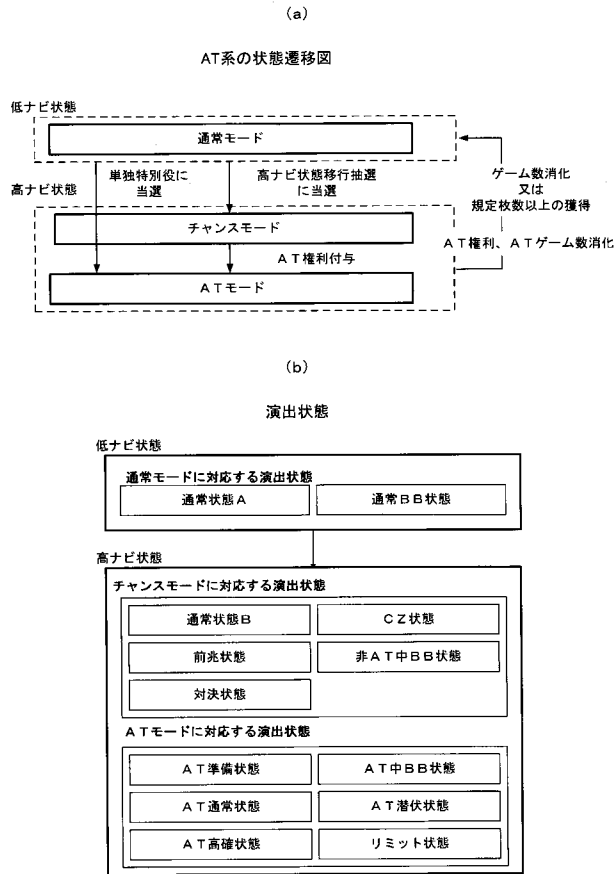 (a)
AT系の状態遷移図
低ナビ状態
通常モード
単独特別役に
当選
高ナビ状態移行抽選
に当選
ゲーム数消化
又は
規定枚数以上の獲得
高ナビ状態
チャンスモード
AT権利、ATゲーム数消化
AT権利付与
ATモード
(b)
演出状態
低ナビ状態
通常モードに対応する演出状態
通常状態A
通常BB状態
高ナビ状態
チャンスモードに対応する演出状態
通常状態B
CZ状態
前兆状態
非AT中BB状態
対決状態
ATモードに対応する演出状態
AT準備状態
AT中BB状態
AT通常状態
AT潜伏状態
AT高確状態
リミット状態